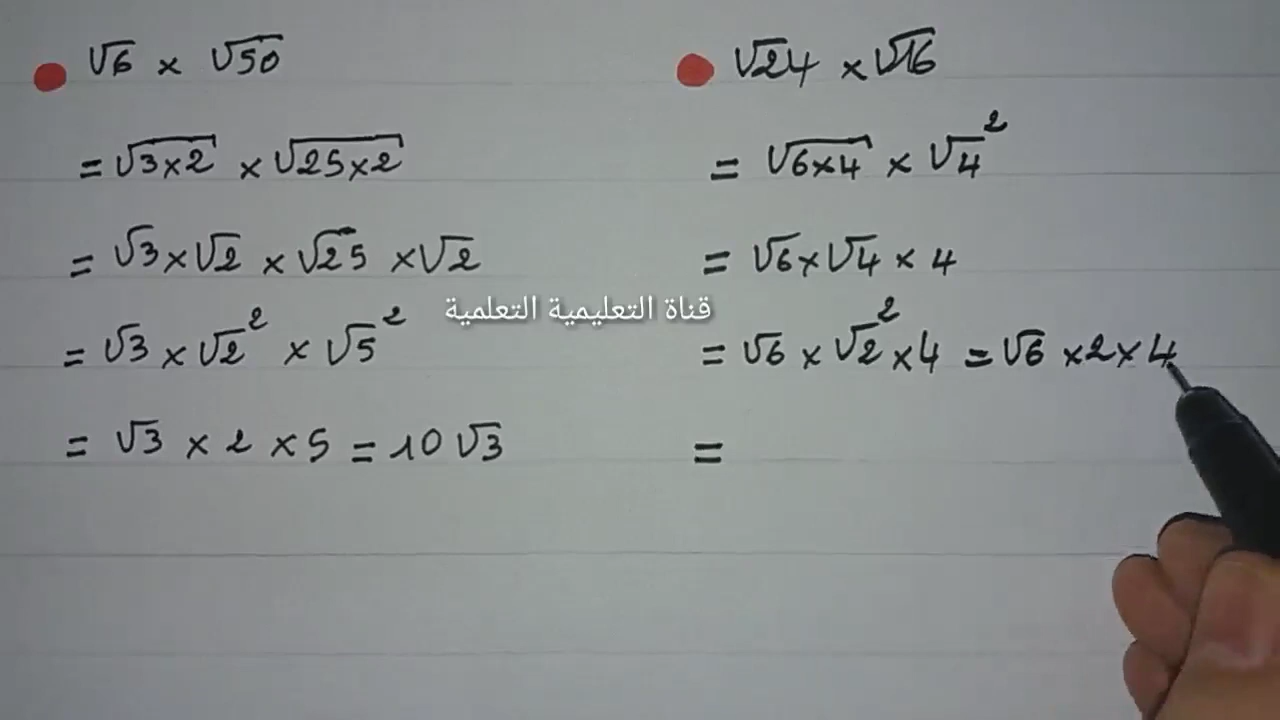 √6 × √50
= √3×2 × √25×2
= √3 × √2 × √25 × √2
= √3 × √2² × √5²
= √3 × 2 × 5 = 10√3
√24 × √16
= √6×4 × √4²
= √6 × √4 × 4
= √6 × √2² × 4 = √6 × 2 × 4
=
قناة التعليمية التعلمية